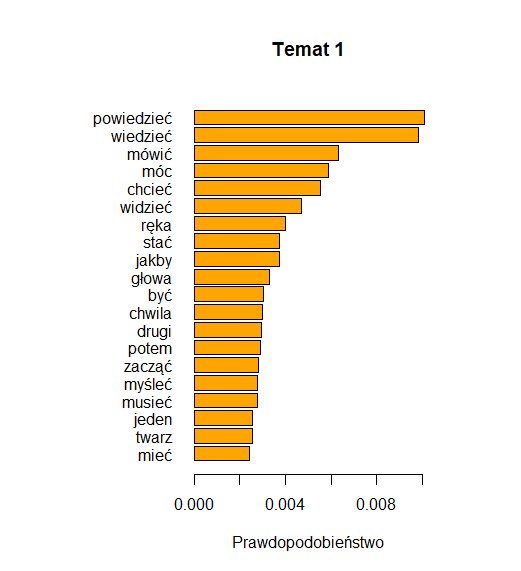 Temat 1
powiedzieć
wiedzieć
mówić
móc
chcieć
widzieć
ręka
stać
jakby
głowa
być
chwila
drugi
potem
zacząć
myśleć
musieć
jeden
twarz
mieć
0.000 0.004 0.008
Prawdopodobieństwo